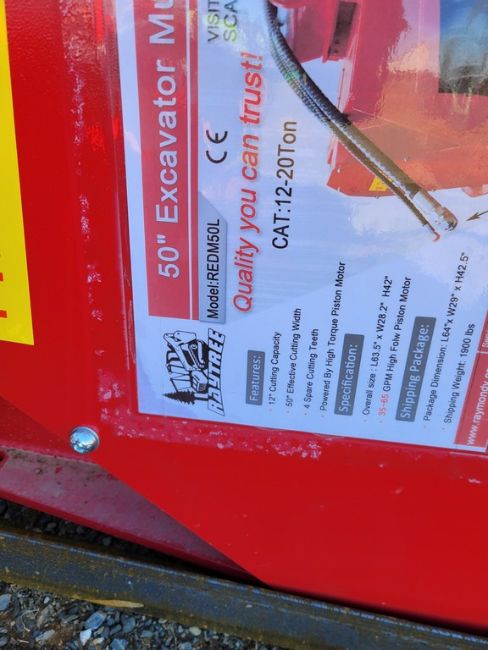 50" Excavator Mu
VISIT
SCA
Model:REDM50L
CE
Quality you can trust!
CAT:12-20Ton
RAYTREE
Features:
· 12" Cutting Capacity
· 50" Effective Cutting Width
· 4 Spare Cutting Teeth
· Powered By High Torque Piston Motor
Specification:
· Overall size : L63.5" x W28.2" H42"
· 35-65 GPM High Folw Piston Motor
Shipping Package:
· Package Dimension: L64"x W29" x H42.5"
· Shipping Weight: 1900 lbs
www.raymondy.c